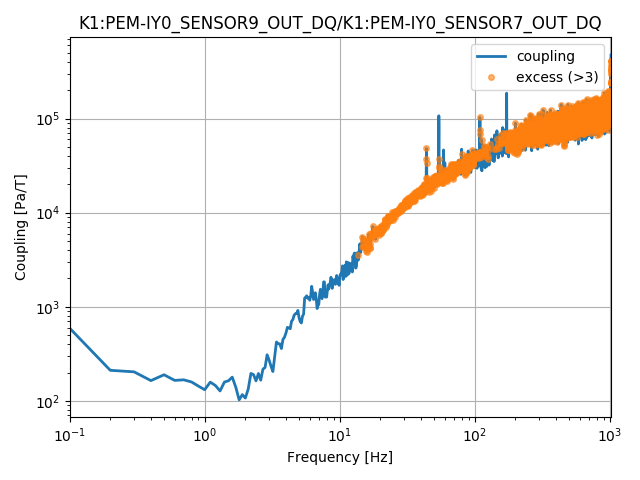 K1:PEM-IY0_SENSOR9_OUT_DQ/K1:PEM-IY0_SENSOR7_OUT_DQ
coupling
excess (>3)
Coupling [Pa/T]
10^5
10^4
10^3
10^2
10^-1
10^0
10^1
10^2
10^3
Frequency [Hz]